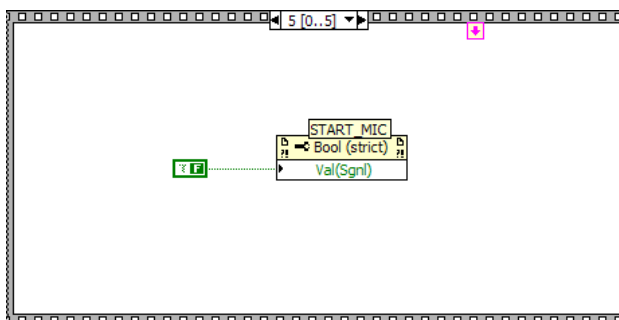 5 [0..5]
START_MIC
Bool (strict)
F
Val(Sgnl)